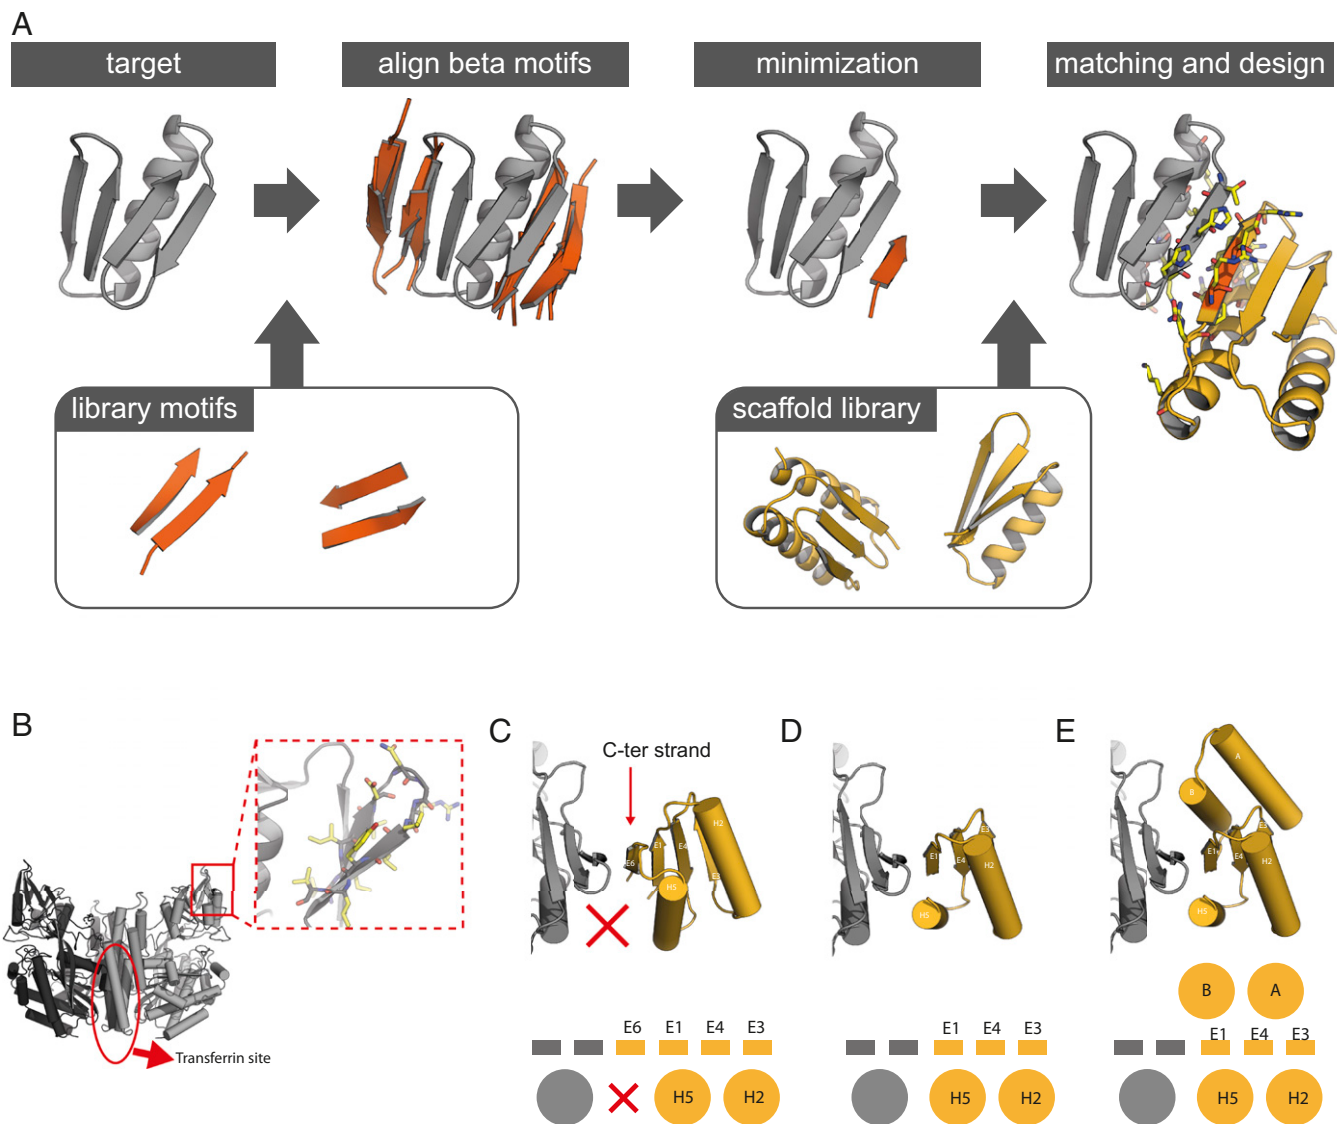 A
target
align beta motifs
minimization
matching and design
library motifs
scaffold library
B
Transferrin site
C
C-ter strand
E6
E1
E4
E3
H2
H5
E6 E1 E4 E3
H5 H2
D
E1
E4
E3
H2
H5
E1 E4 E3
H5 H2
E
A
B
E1
E4
E3
H2
H5
B A
E1 E4 E3
H5 H2